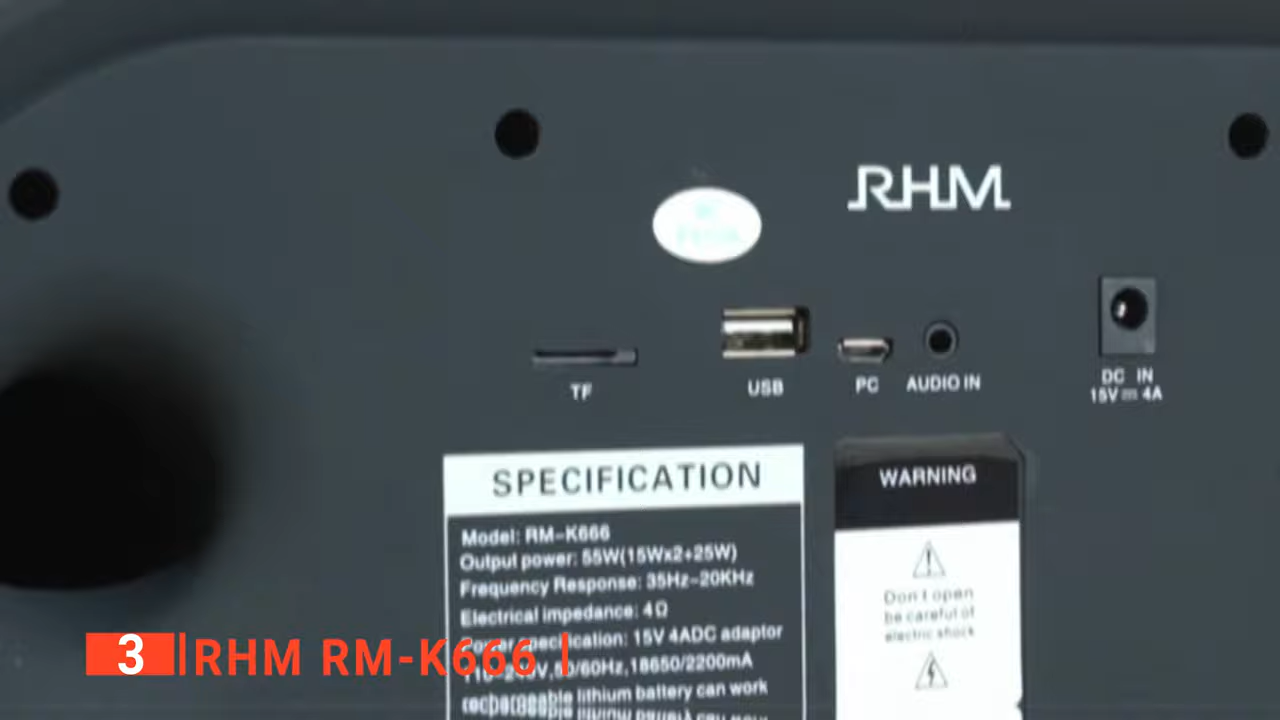 RHM
TF
USB
PC
AUDIO IN
DC IN
15V⎓4A
SPECIFICATION
Model: RM-K666
Output power: 55W(15Wx2+25W)
Frequency Response: 35Hz-20KHz
Electrical impedance: 4Ω
Power specification: 15V 4ADC adaptor
50/60Hz,18650/2200mA
lithium battery can work
WARNING
Don't open
be careful of
electric shock
3 RHM RM-K666